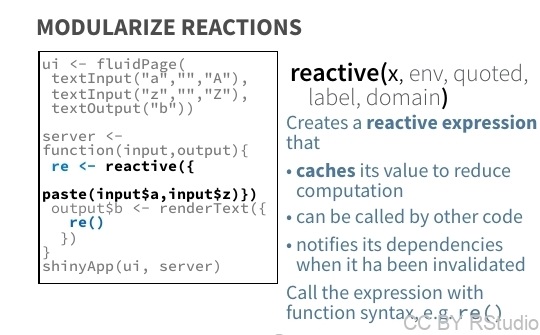 MODULARIZE REACTIONS
ui <- fluidPage(
textInput("a","","A"),
textInput("z","","Z"),
textOutput("b"))
server <-
function(input,output){
re <- reactive({
paste(input$a,input$z)})
output$b <- renderText({
re()
})
}
shinyApp(ui, server)
reactive(x, env, quoted,
label, domain)
Creates a reactive expression
that
• caches its value to reduce
computation
• can be called by other code
• notifies its dependencies
when it ha been invalidated
Call the expression with
function syntax, e.g. re()
CC BY RStudio